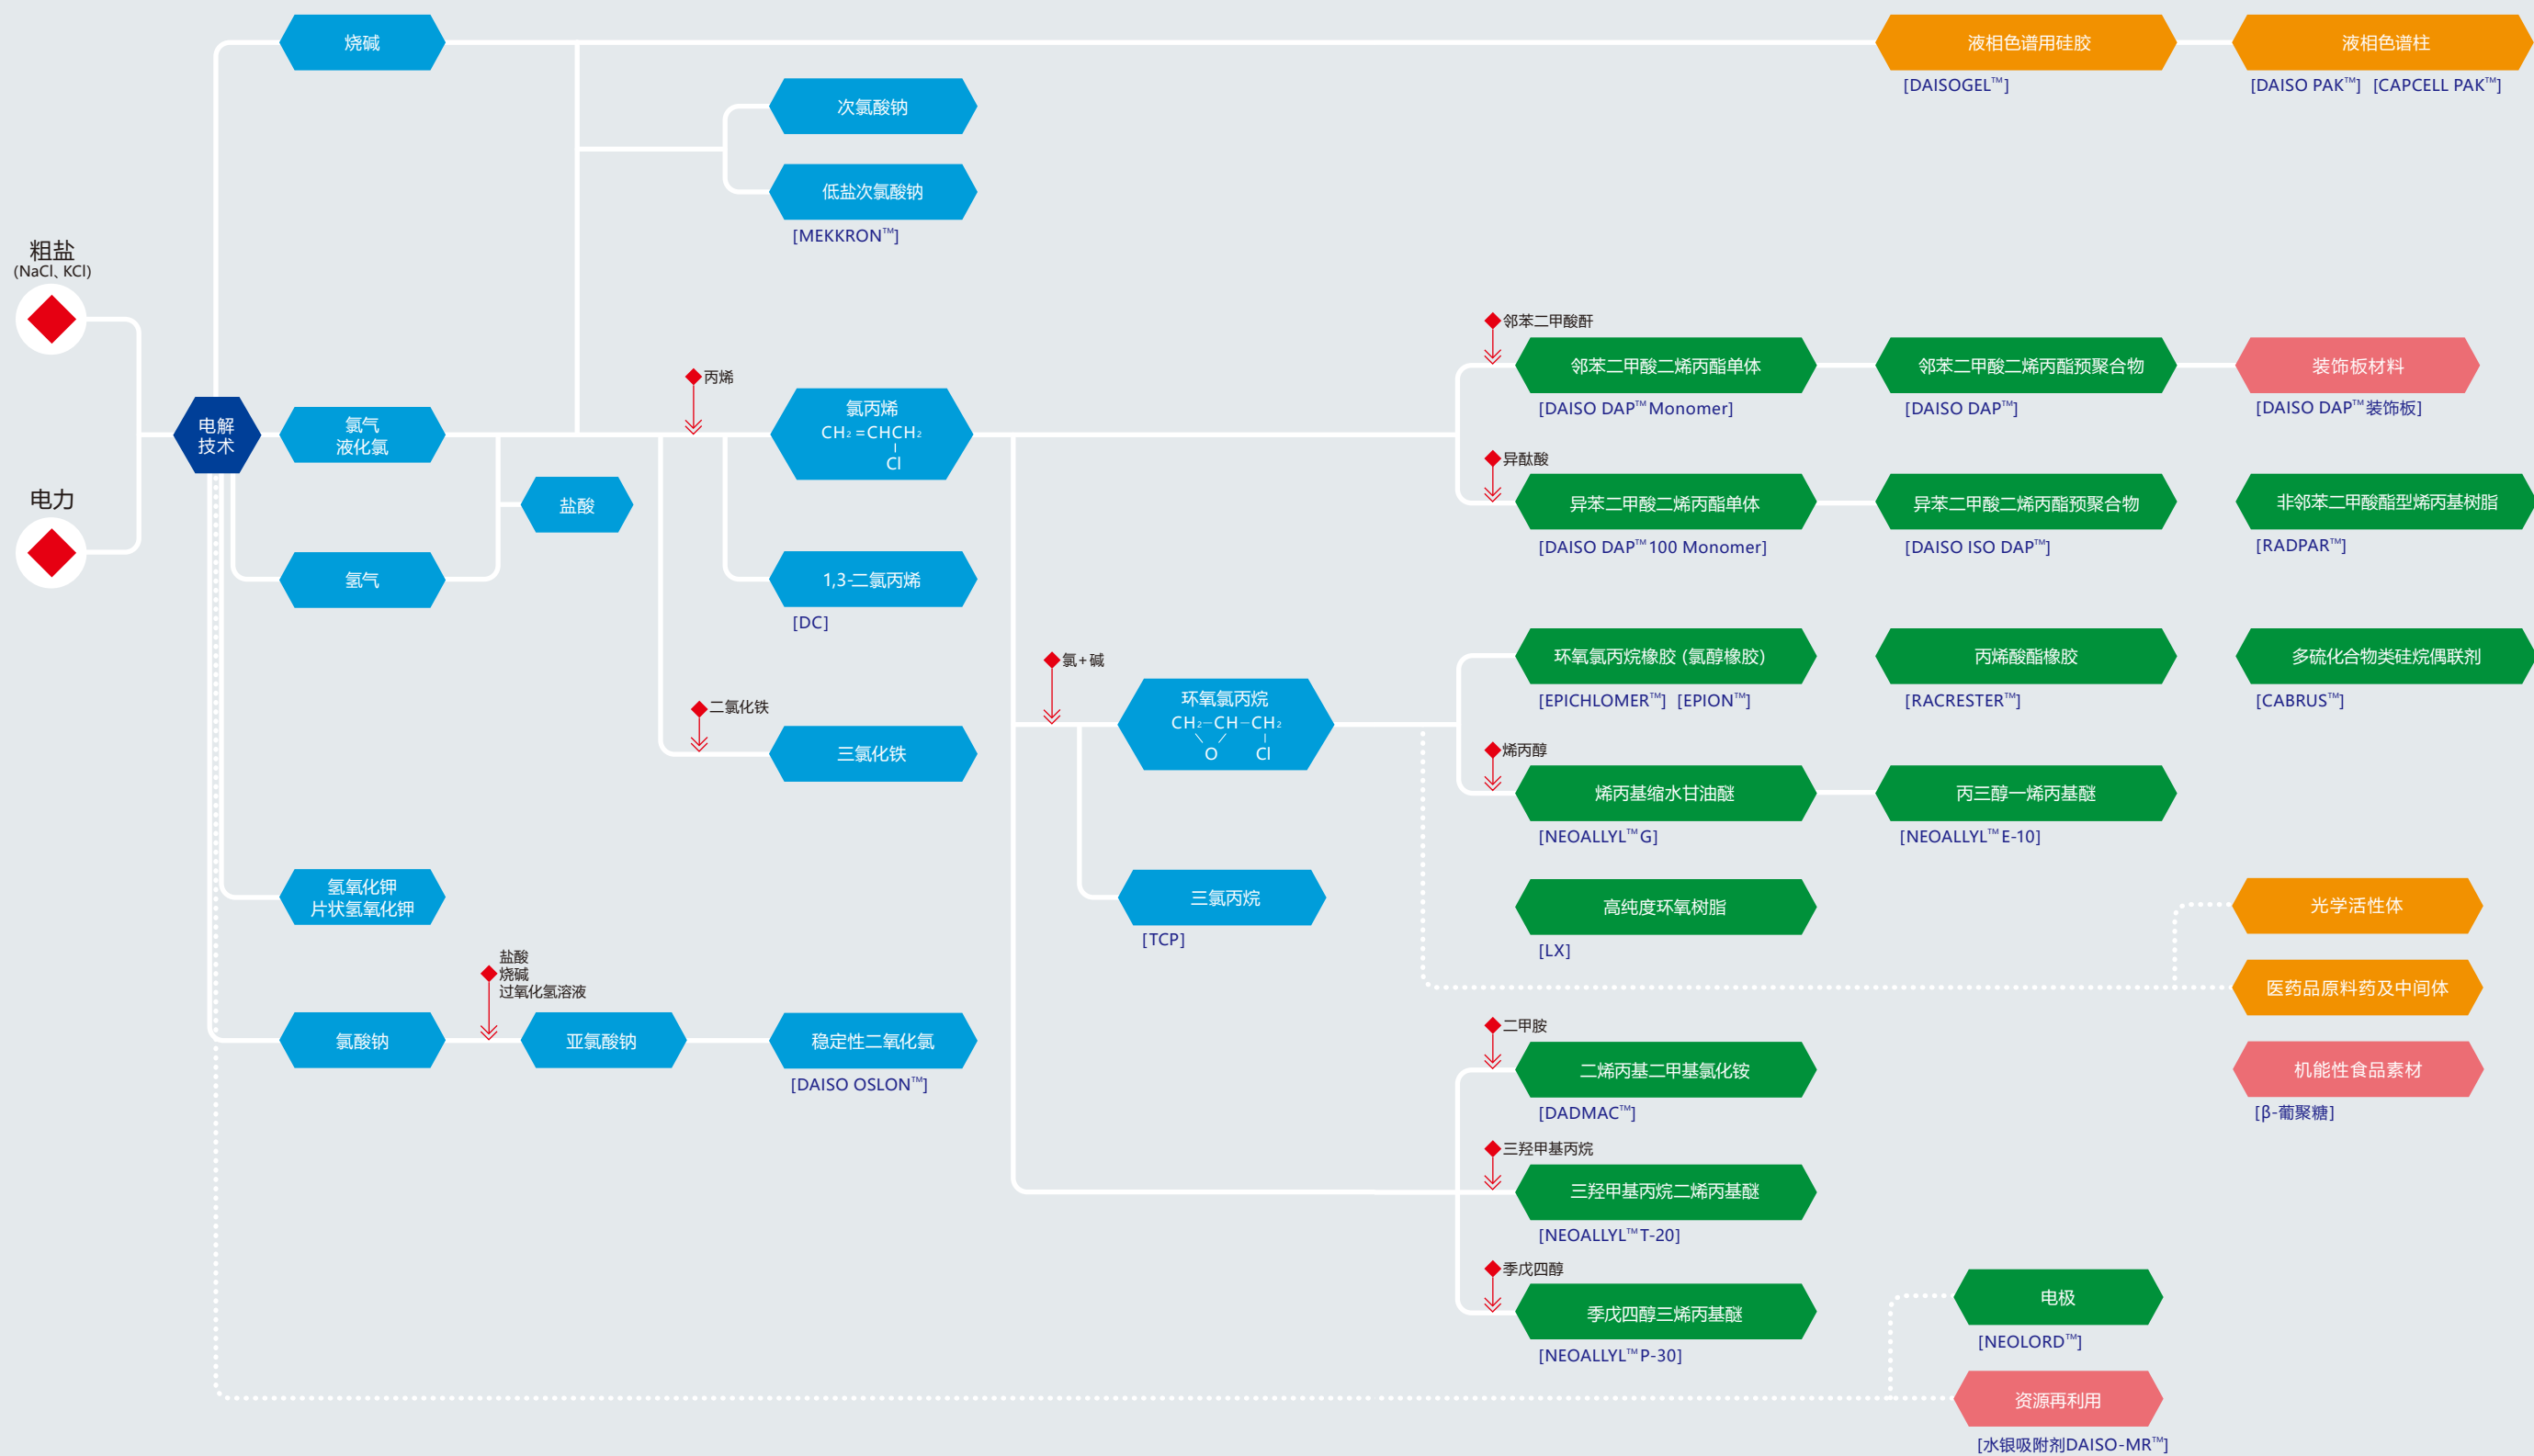 烧碱
液相色谱用硅胶
液相色谱柱
[DAISOGEL™]
[DAISO PAK™] [CAPCELL PAK™]
次氯酸钠
低盐次氯酸钠
[MEKKRON™]
粗盐
(NaCl、KCl)
电力
电解
技术
氯气
液化氯
氢气
盐酸
丙烯
氯丙烯
CH₂=CHCH₂
Cl
1,3-二氯丙烯
[DC]
二氯化铁
三氯化铁
邻苯二甲酸酐
邻苯二甲酸二烯丙酯单体
[DAISO DAP™ Monomer]
邻苯二甲酸二烯丙酯预聚合物
[DAISO DAP™]
装饰板材料
[DAISO DAP™ 装饰板]
异酞酸
异苯二甲酸二烯丙酯单体
[DAISO DAP™ 100 Monomer]
异苯二甲酸二烯丙酯预聚合物
[DAISO ISO DAP™]
非邻苯二甲酸酯型烯丙基树脂
[RADPAR™]
氯+碱
环氧氯丙烷
CH₂-CH-CH₂
O Cl
三氯丙烷
[TCP]
环氧氯丙烷橡胶 (氯醇橡胶)
[EPICHLOMER™] [EPION™]
丙烯酸酯橡胶
[RACRESTER™]
多硫化合物类硅烷偶联剂
[CABRUS™]
烯丙醇
烯丙基缩水甘油醚
[NEOALLYL™ G]
丙三醇一烯丙基醚
[NEOALLYL™ E-10]
高纯度环氧树脂
[LX]
光学活性体
医药品原料药及中间体
机能性食品素材
[β-葡聚糖]
氢氧化钾
片状氢氧化钾
盐酸
烧碱
过氧化氢溶液
氯酸钠
亚氯酸钠
稳定性二氧化氯
[DAISO OSLON™]
二甲胺
二烯丙基二甲基氯化铵
[DADMAC™]
三羟甲基丙烷
三羟甲基丙烷二烯丙基醚
[NEOALLYL™ T-20]
季戊四醇
季戊四醇三烯丙基醚
[NEOALLYL™ P-30]
电极
[NEOLORD™]
资源再利用
[水银吸附剂DAISO-MR™]